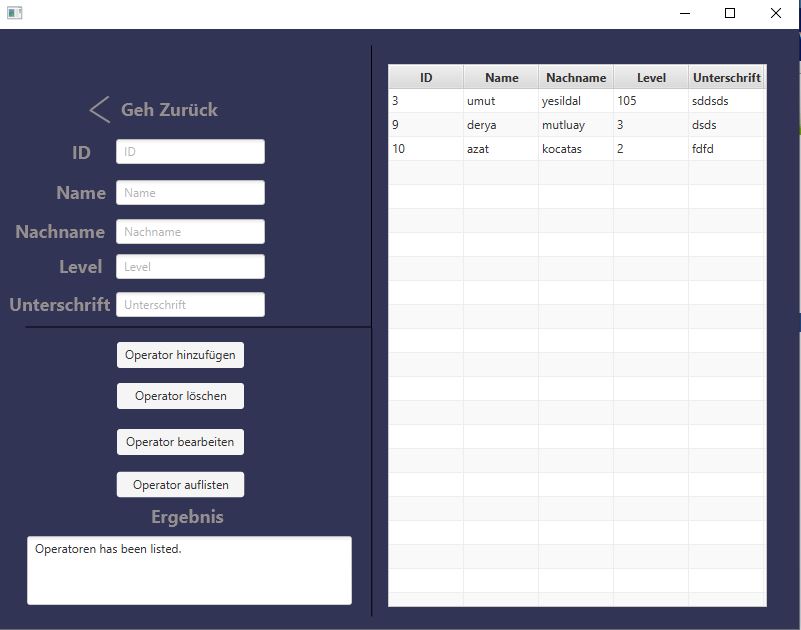 Geh Zurück
ID ID
Name Name
Nachname Nachname
Level Level
Unterschrift Unterschrift
Operator hinzufügen
Operator löschen
Operator bearbeiten
Operator auflisten
Ergebnis
Operatoren has been listed.
ID Name Nachname Level Unterschrift
3 umut yesildal 105 sddsds
9 derya mutluay 3 dsds
10 azat kocatas 2 fdfd